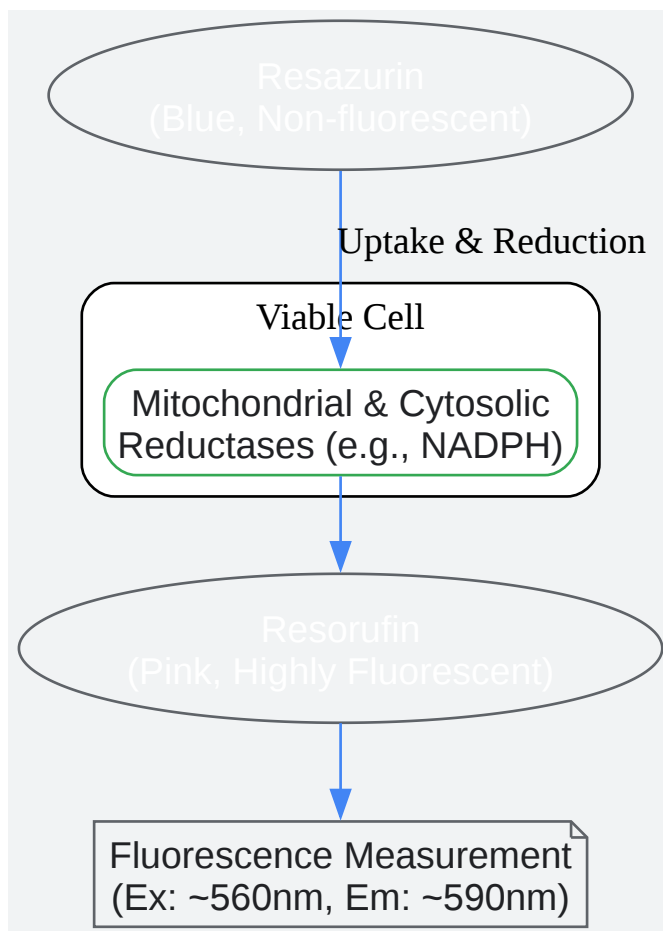 Resazurin
(Blue, Non-fluorescent)
Uptake & Reduction
Viable Cell
Mitochondrial & Cytosolic
Reductases (e.g., NADPH)
Resorufin
(Pink, Highly Fluorescent)
Fluorescence Measurement
(Ex: ~560nm, Em: ~590nm)